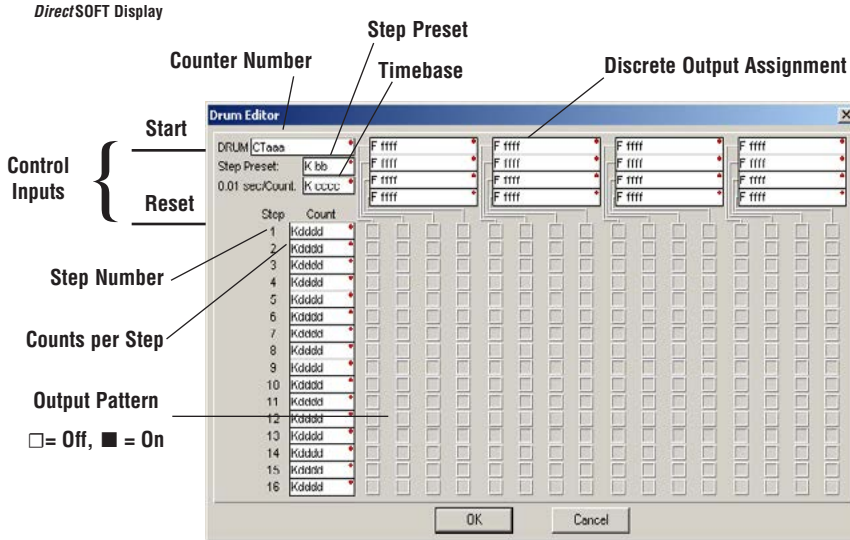 DirectSOFT Display
Step Preset
Counter Number
Timebase
Discrete Output Assignment
Drum Editor
Start
DRUM CTaaa
F ffff F ffff F ffff F ffff
Step Preset: K bb
F ffff F ffff F ffff F ffff
Control Inputs
0.01 sec/Count. K cccc
F ffff F ffff F ffff F ffff
F ffff F ffff F ffff F ffff
Reset
Step Count
1 Kdddd
2 Kdddd
3 Kdddd
Step Number
4 Kdddd
5 Kdddd
6 Kdddd
7 Kdddd
Counts per Step
8 Kdddd
9 Kdddd
10 Kdddd
Output Pattern
11 Kdddd
12 Kdddd
□= Off, ■ = On
13 Kdddd
14 Kdddd
15 Kdddd
16 Kdddd
OK Cancel